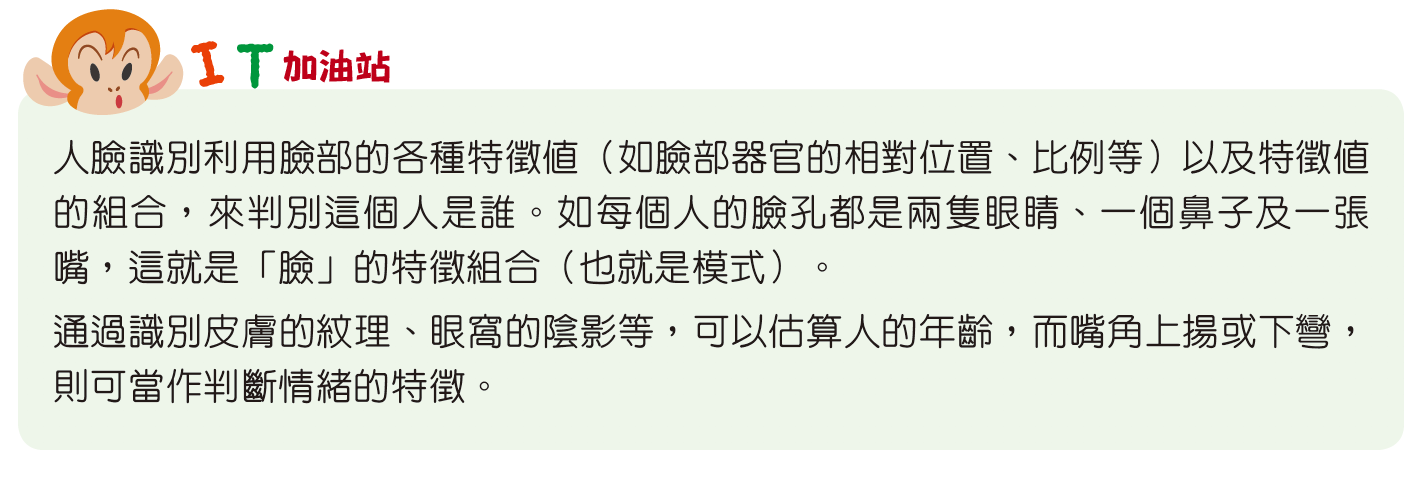 IT加油站
人臉識別利用臉部的各種特徵值（如臉部器官的相對位置、比例等）以及特徵值
的組合，來判別這個人是誰。如每個人的臉孔都是兩隻眼睛、一個鼻子及一張
嘴，這就是「臉」的特徵組合（也就是模式）。
通過識別皮膚的紋理、眼窩的陰影等，可以估算人的年齡，而嘴角上揚或下彎，
則可當作判斷情緒的特徵。